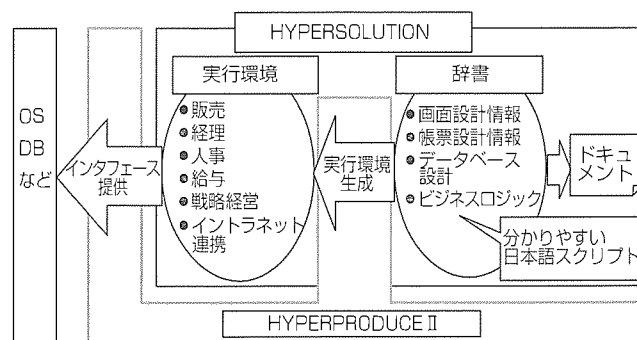 HYPERSOLUTION
実行環境
辞書
OS
DB
など
インタフェース
提供
●販売
●経理
●人事
●給与
●戦略経営
●イントラネット
連携
実行環境
生成
●画面設計情報
●帳票設計情報
●データベース
設計
●ビジネスロジック
ドキュ
メント
分かりやすい
日本語スクリプト
HYPERPRODUCEⅡ